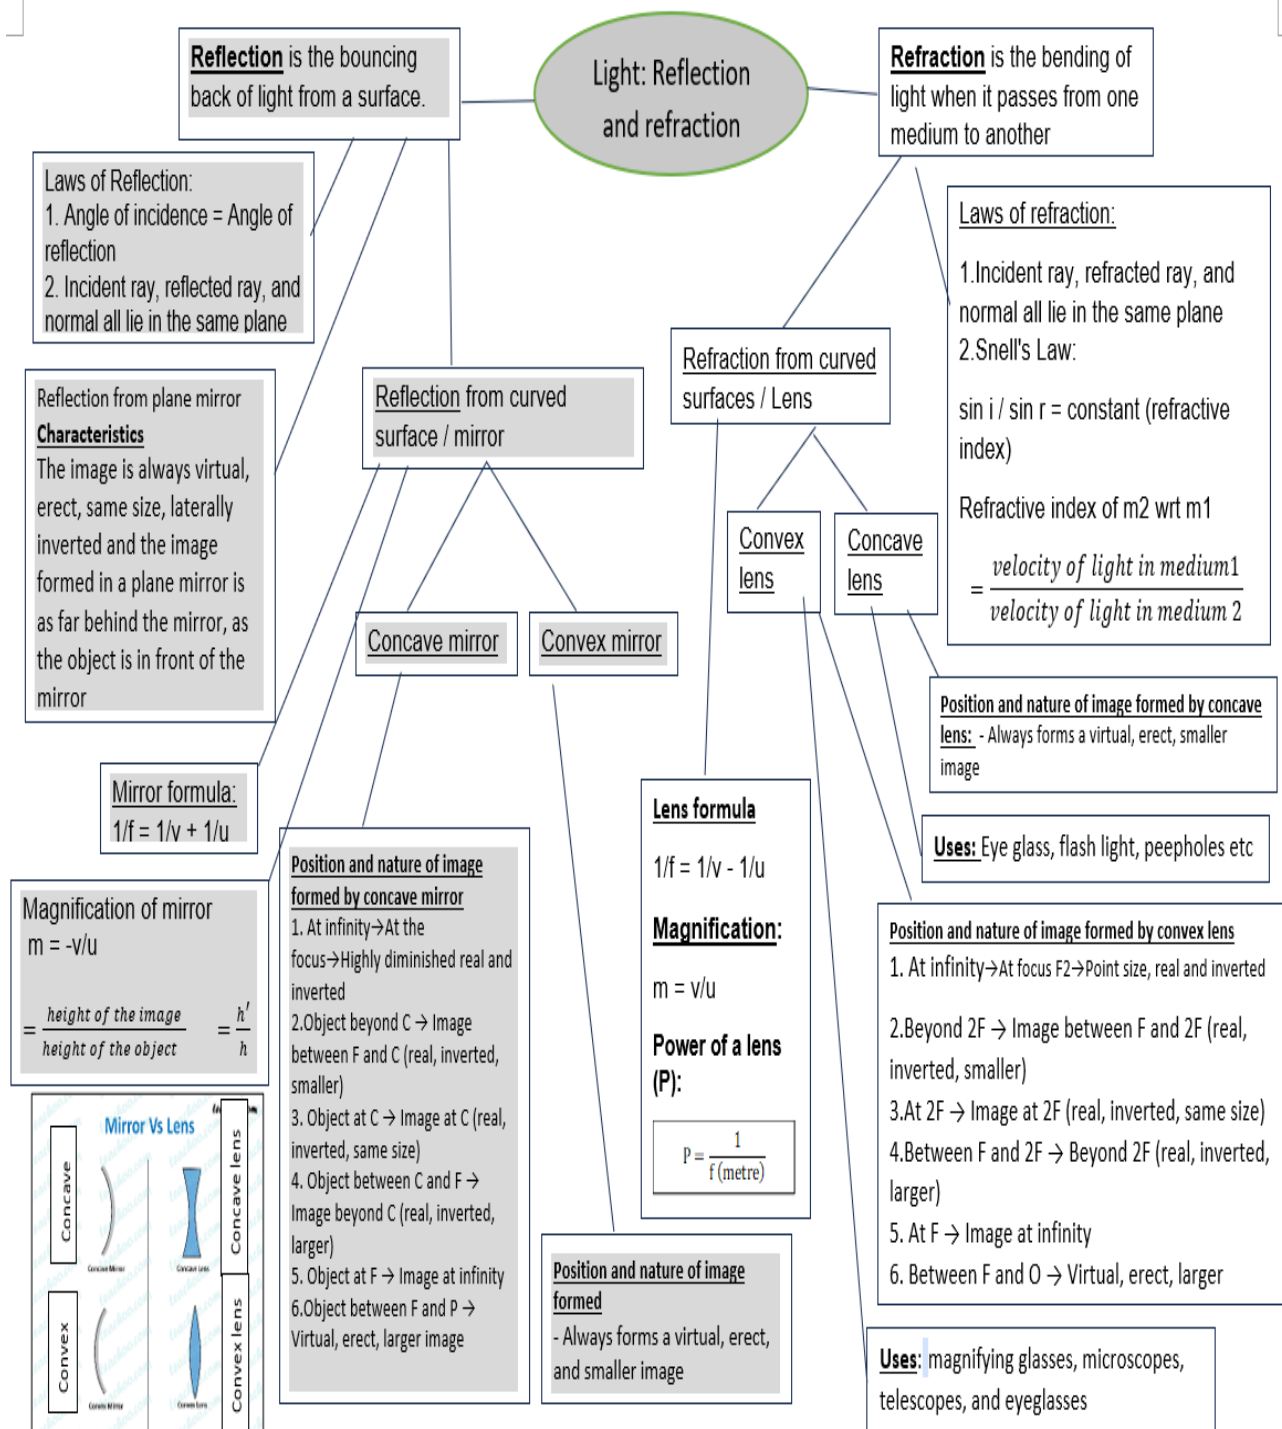 Light: Reflection
and refraction
Reflection is the bouncing
back of light from a surface.
Laws of Reflection:
1. Angle of incidence = Angle of
reflection
2. Incident ray, reflected ray, and
normal all lie in the same plane
Reflection from plane mirror
Characteristics
The image is always virtual,
erect, same size, laterally
inverted and the image
formed in a plane mirror is
as far behind the mirror, as
the object is in front of the
mirror
Reflection from curved
surface / mirror
Concave mirror
Convex mirror
Mirror formula:
1/f = 1/v + 1/u
Magnification of mirror
m = -v/u
= height of the image / height of the object = h′ / h
Position and nature of image
formed by concave mirror
1. At infinity→At the
focus→Highly diminished real and
inverted
2.Object beyond C → Image
between F and C (real, inverted,
smaller)
3. Object at C → Image at C (real,
inverted, same size)
4. Object between C and F →
Image beyond C (real, inverted,
larger)
5. Object at F → Image at infinity
6.Object between F and P →
Virtual, erect, larger image
Position and nature of image
formed
- Always forms a virtual, erect,
and smaller image
Mirror Vs Lens
Concave
Concave Mirror
Concave Lens
Concave lens
Convex
Convex Mirror
Convex Lens
Convex lens
Refraction is the bending of
light when it passes from one
medium to another
Laws of refraction:
1.Incident ray, refracted ray, and
normal all lie in the same plane
2.Snell's Law:
sin i / sin r = constant (refractive
index)
Refractive index of m2 wrt m1
= velocity of light in medium1 / velocity of light in medium 2
Refraction from curved
surfaces / Lens
Convex
lens
Concave
lens
Lens formula
1/f = 1/v - 1/u
Magnification:
m = v/u
Power of a lens
(P):
P = 1 / f (metre)
Position and nature of image formed by concave
lens: - Always forms a virtual, erect, smaller
image
Uses: Eye glass, flash light, peepholes etc
Position and nature of image formed by convex lens
1. At infinity→At focus F2→Point size, real and inverted
2.Beyond 2F → Image between F and 2F (real,
inverted, smaller)
3.At 2F → Image at 2F (real, inverted, same size)
4.Between F and 2F → Beyond 2F (real, inverted,
larger)
5. At F → Image at infinity
6. Between F and O → Virtual, erect, larger
Uses: magnifying glasses, microscopes,
telescopes, and eyeglasses